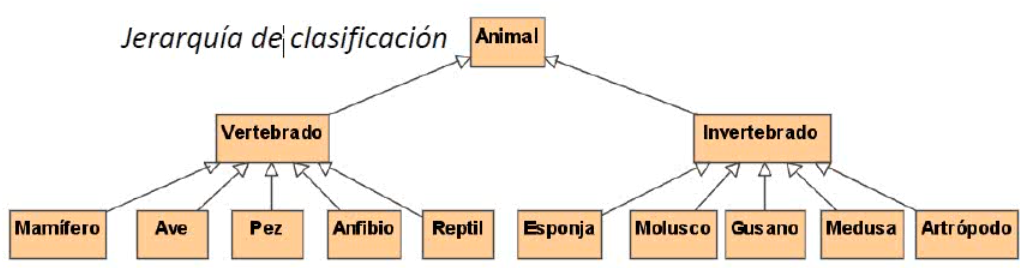 Jerarquía de clasificación
Animal
Vertebrado
Invertebrado
Mamífero
Ave
Pez
Anfibio
Reptil
Esponja
Molusco
Gusano
Medusa
Artrópodo